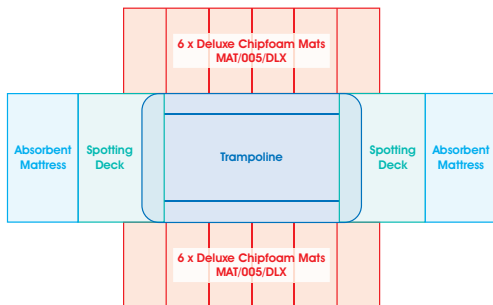 6 x Deluxe Chipfoam Mats
MAT/005/DLX
Absorbent
Mattress
Spotting
Deck
Trampoline
Spotting
Deck
Absorbent
Mattress
6 x Deluxe Chipfoam Mats
MAT/005/DLX